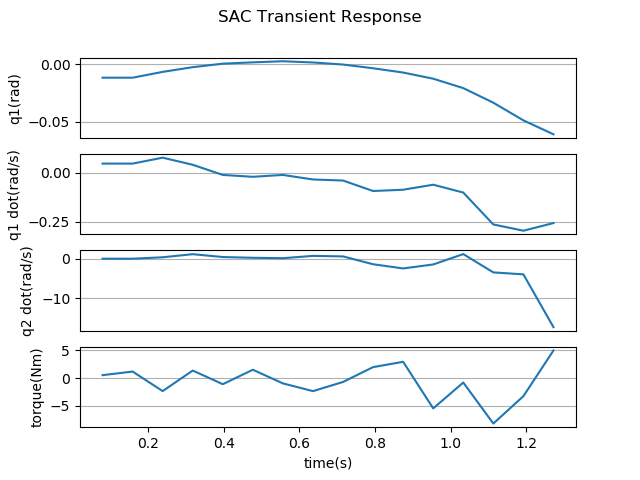 SAC Transient Response
0.00
−0.05
q1(rad)
0.00
−0.25
q1 dot(rad/s)
0
−10
q2 dot(rad/s)
5
0
−5
torque(Nm)
0.2 0.4 0.6 0.8 1.0 1.2
time(s)